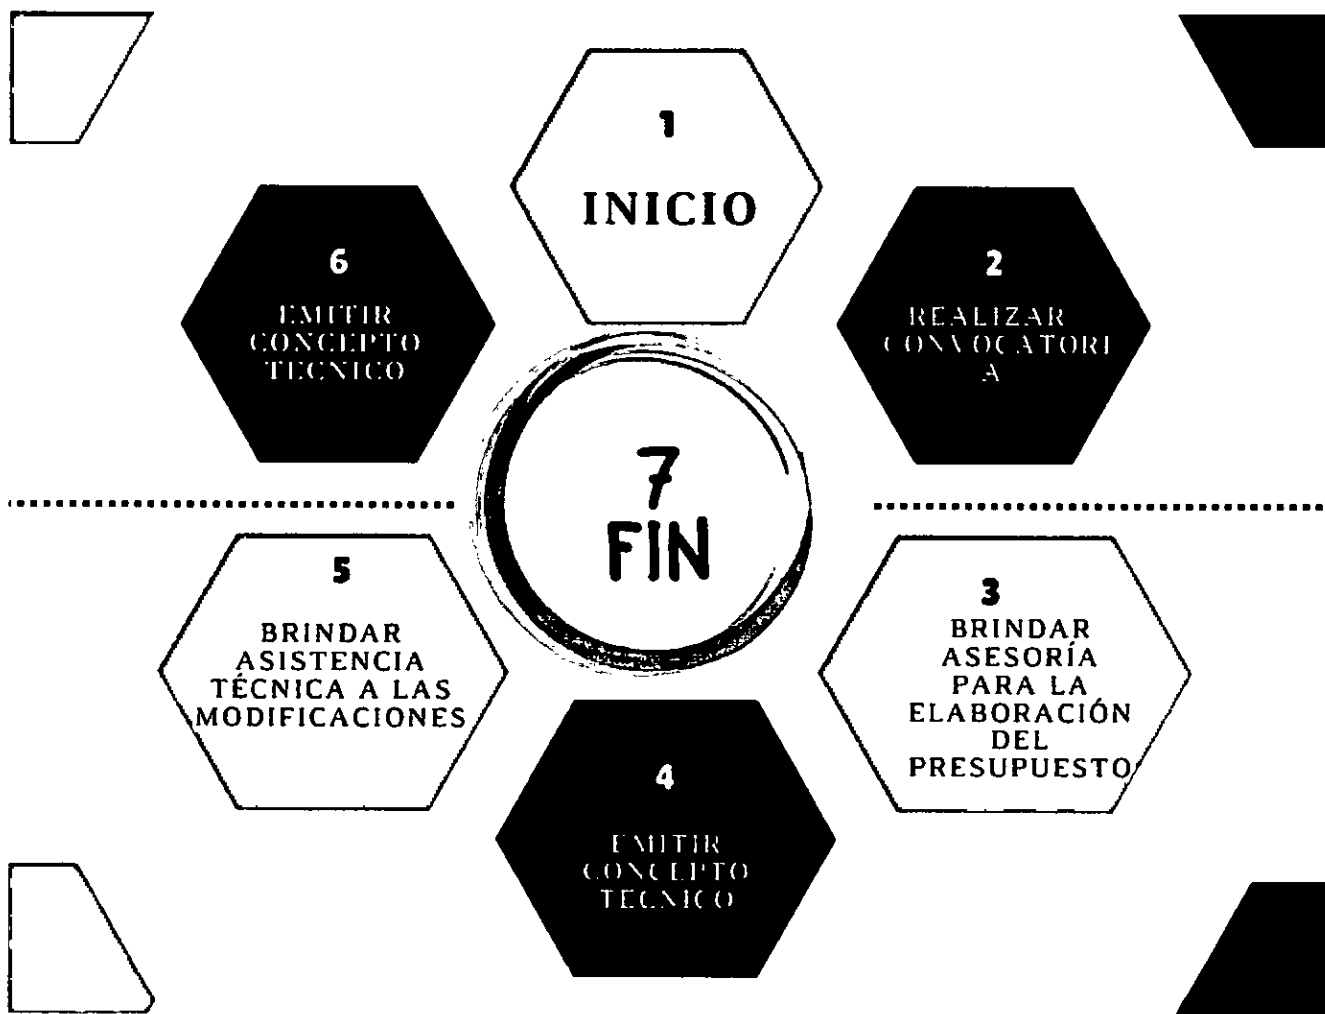 1
INICIO
2
REALIZAR
CONVOCATORI
A
3
BRINDAR
ASESORÍA
PARA LA
ELABORACIÓN
DEL
PRESUPUESTO
4
EMITIR
CONCEPTO
TECNICO
5
BRINDAR
ASISTENCIA
TÉCNICA A LAS
MODIFICACIONES
6
EMITIR
CONCEPTO
TECNICO
7
FIN